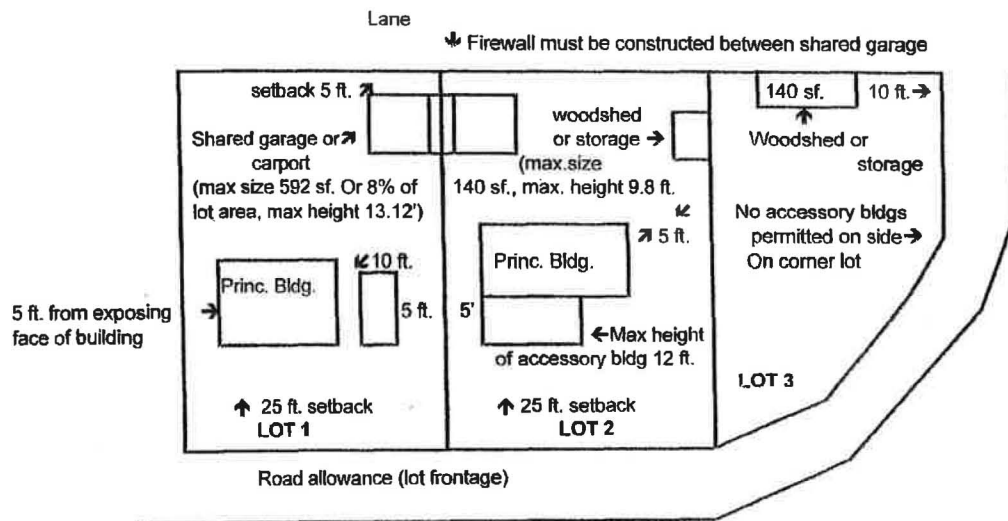 Lane
↓ Firewall must be constructed between shared garage
setback 5 ft.
140 sf.
10 ft.→
Shared garage or
carport
(max size 592 sf. Or 8% of
lot area, max height 13.12')
woodshed
or storage →
(max.size
140 sf., max. height 9.8 ft.
Woodshed or
storage
No accessory bldgs
permitted on side→
On corner lot
↙10 ft.
↗ 5 ft.
Princ. Bldg.
Princ. Bldg.
5 ft. from exposing
face of building
5 ft.
5'
←Max height
of accessory bldg 12 ft.
↑ 25 ft. setback
LOT 1
↑ 25 ft. setback
LOT 2
LOT 3
Road allowance (lot frontage)